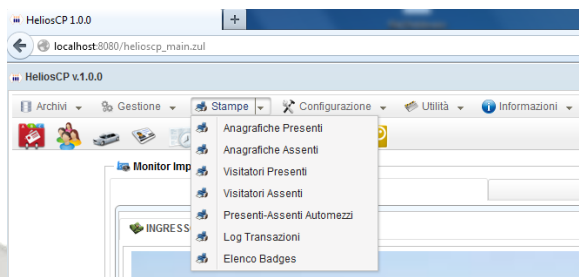 HeliosCP 1.0.0
+
localhost:8080/helioscp_main.zul
HeliosCP v.1.0.0
Archivi Gestione Stampe Configurazione Utilità Informazioni
Anagrafiche Presenti
Anagrafiche Assenti
Monitor Imp
Visitatori Presenti
Visitatori Assenti
Presenti-Assenti Automezzi
INGRESS
Log Transazioni
Elenco Badges